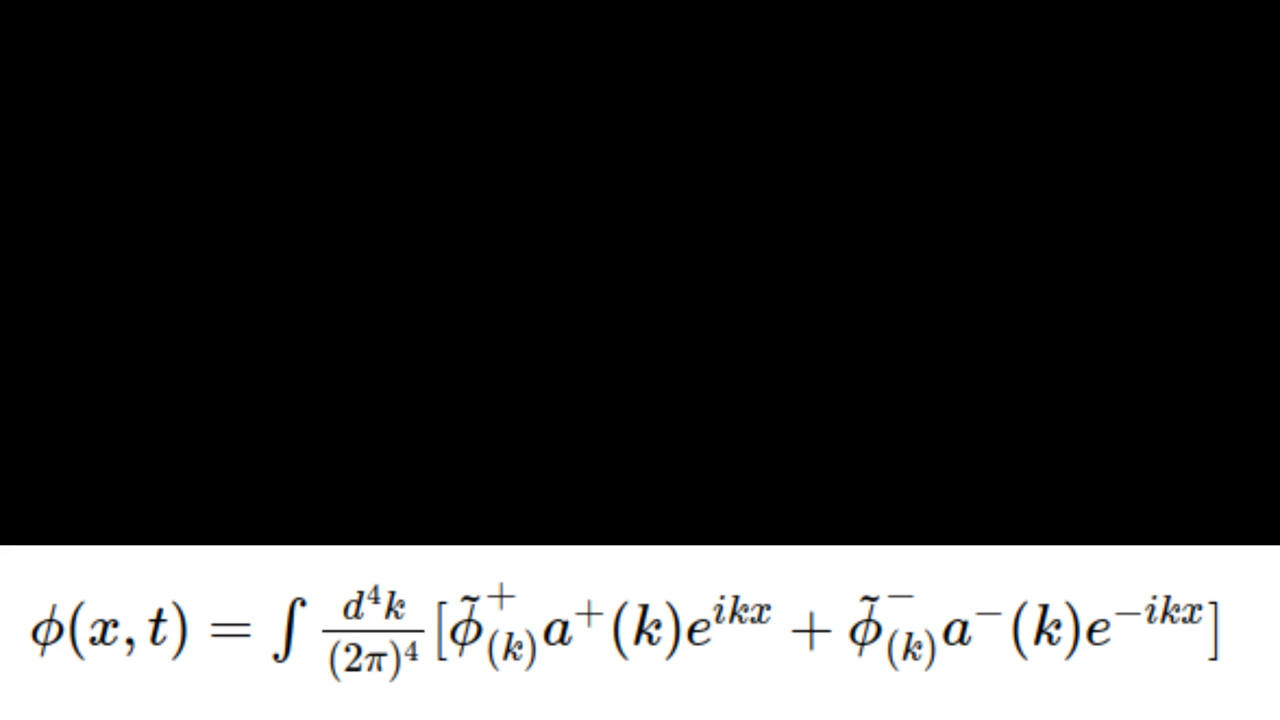 $\phi(x,t) = \int \frac{d^4k}{(2\pi)^4} [\tilde{\phi}^+_{(k)} a^+(k) e^{ikx} + \tilde{\phi}^-_{(k)} a^-(k) e^{-ikx}]$